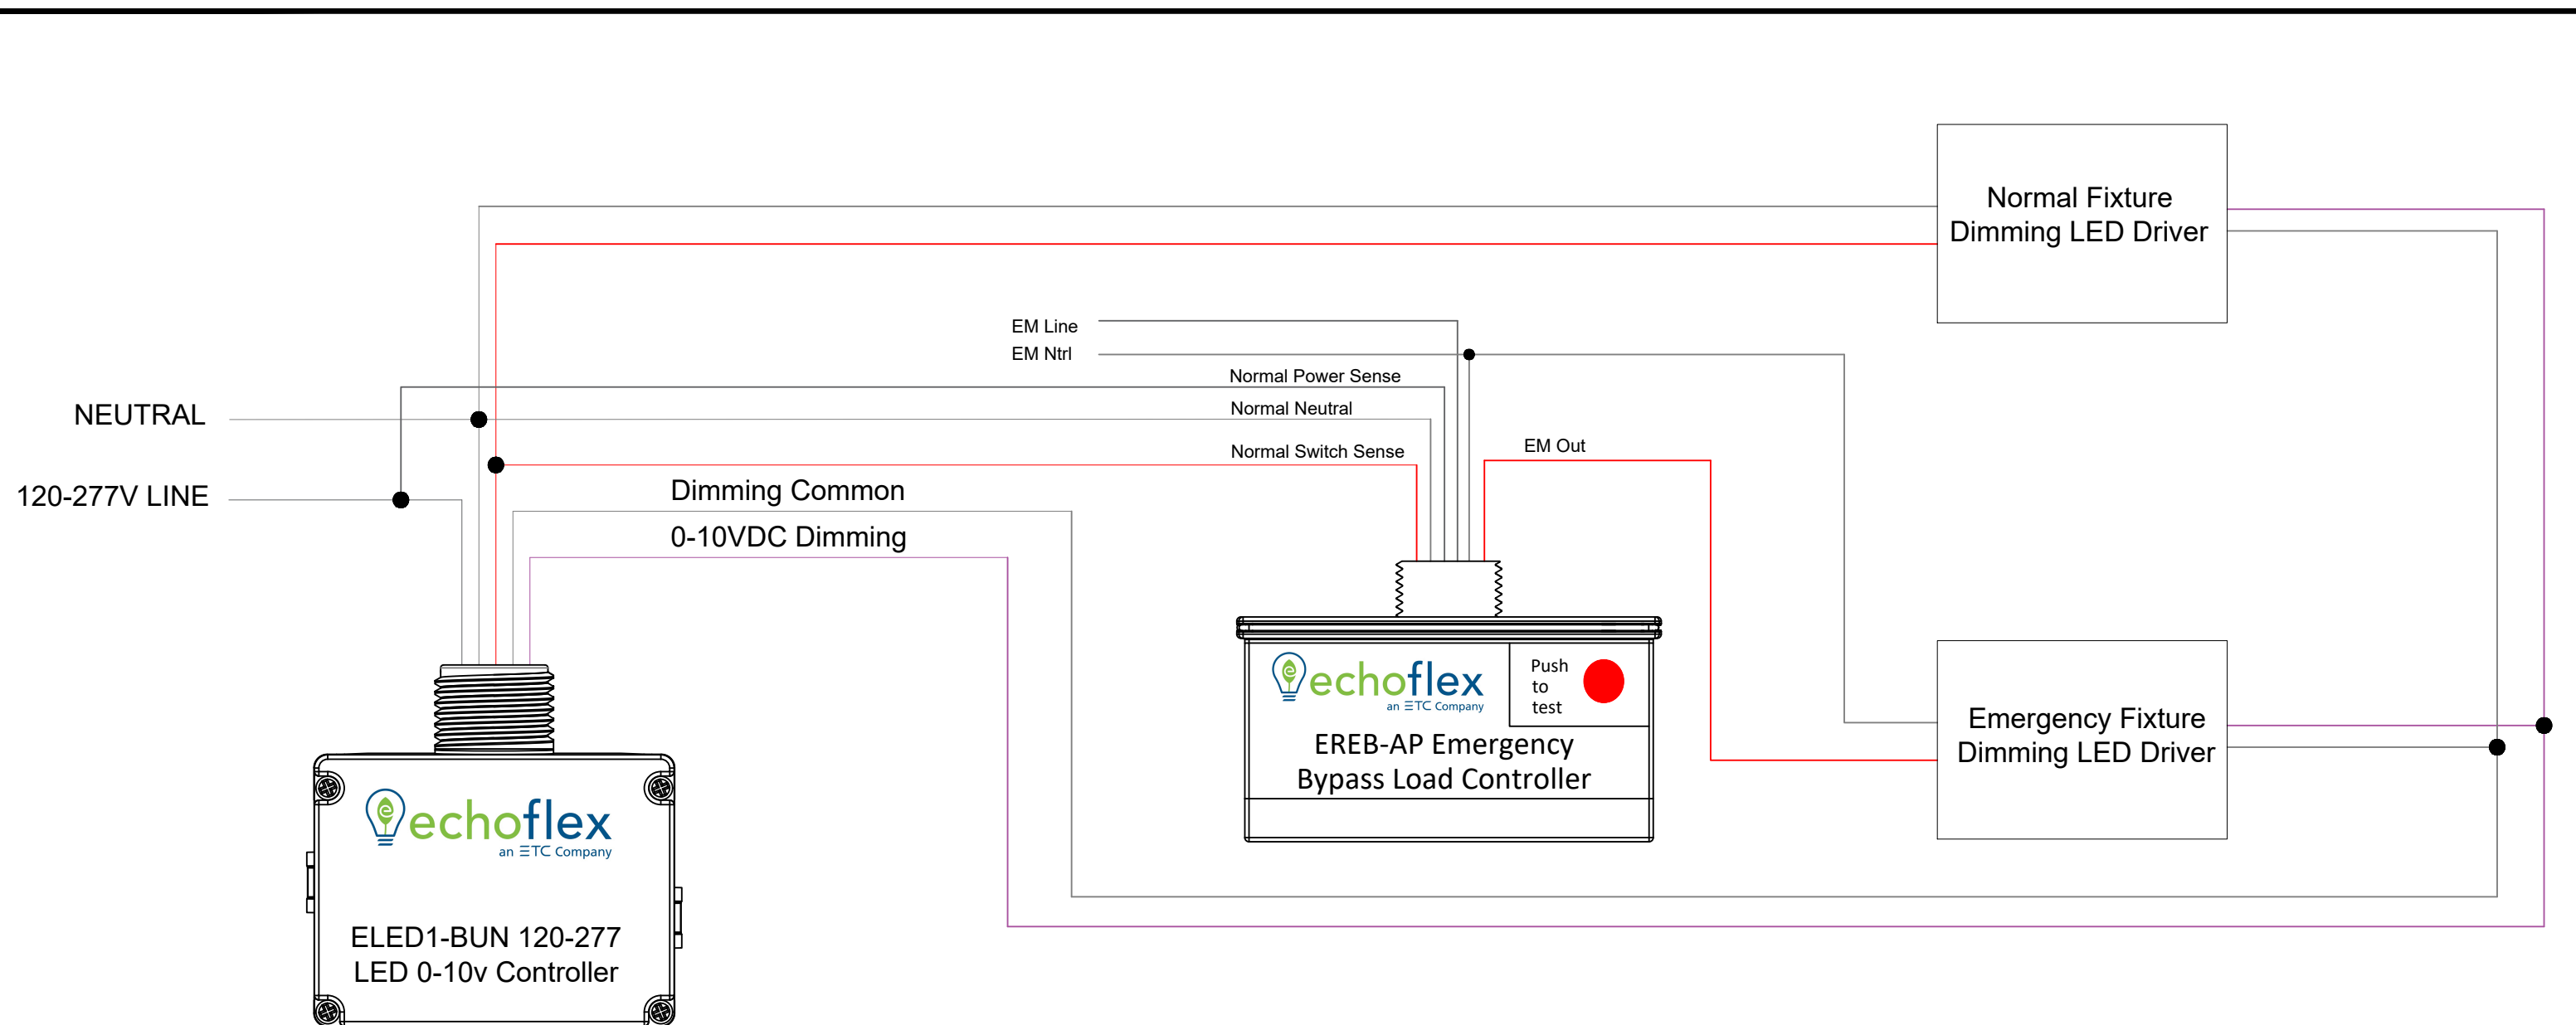 Normal Fixture
Dimming LED Driver
EM Line
EM Ntrl
Normal Power Sense
NEUTRAL
Normal Neutral
Normal Switch Sense
EM Out
120-277V LINE
Dimming Common
0-10VDC Dimming
echoflex
an ETC Company
Push
to
test
EREB-AP Emergency
Bypass Load Controller
Emergency Fixture
Dimming LED Driver
echoflex
an ETC Company
ELED1-BUN 120-277
LED 0-10v Controller